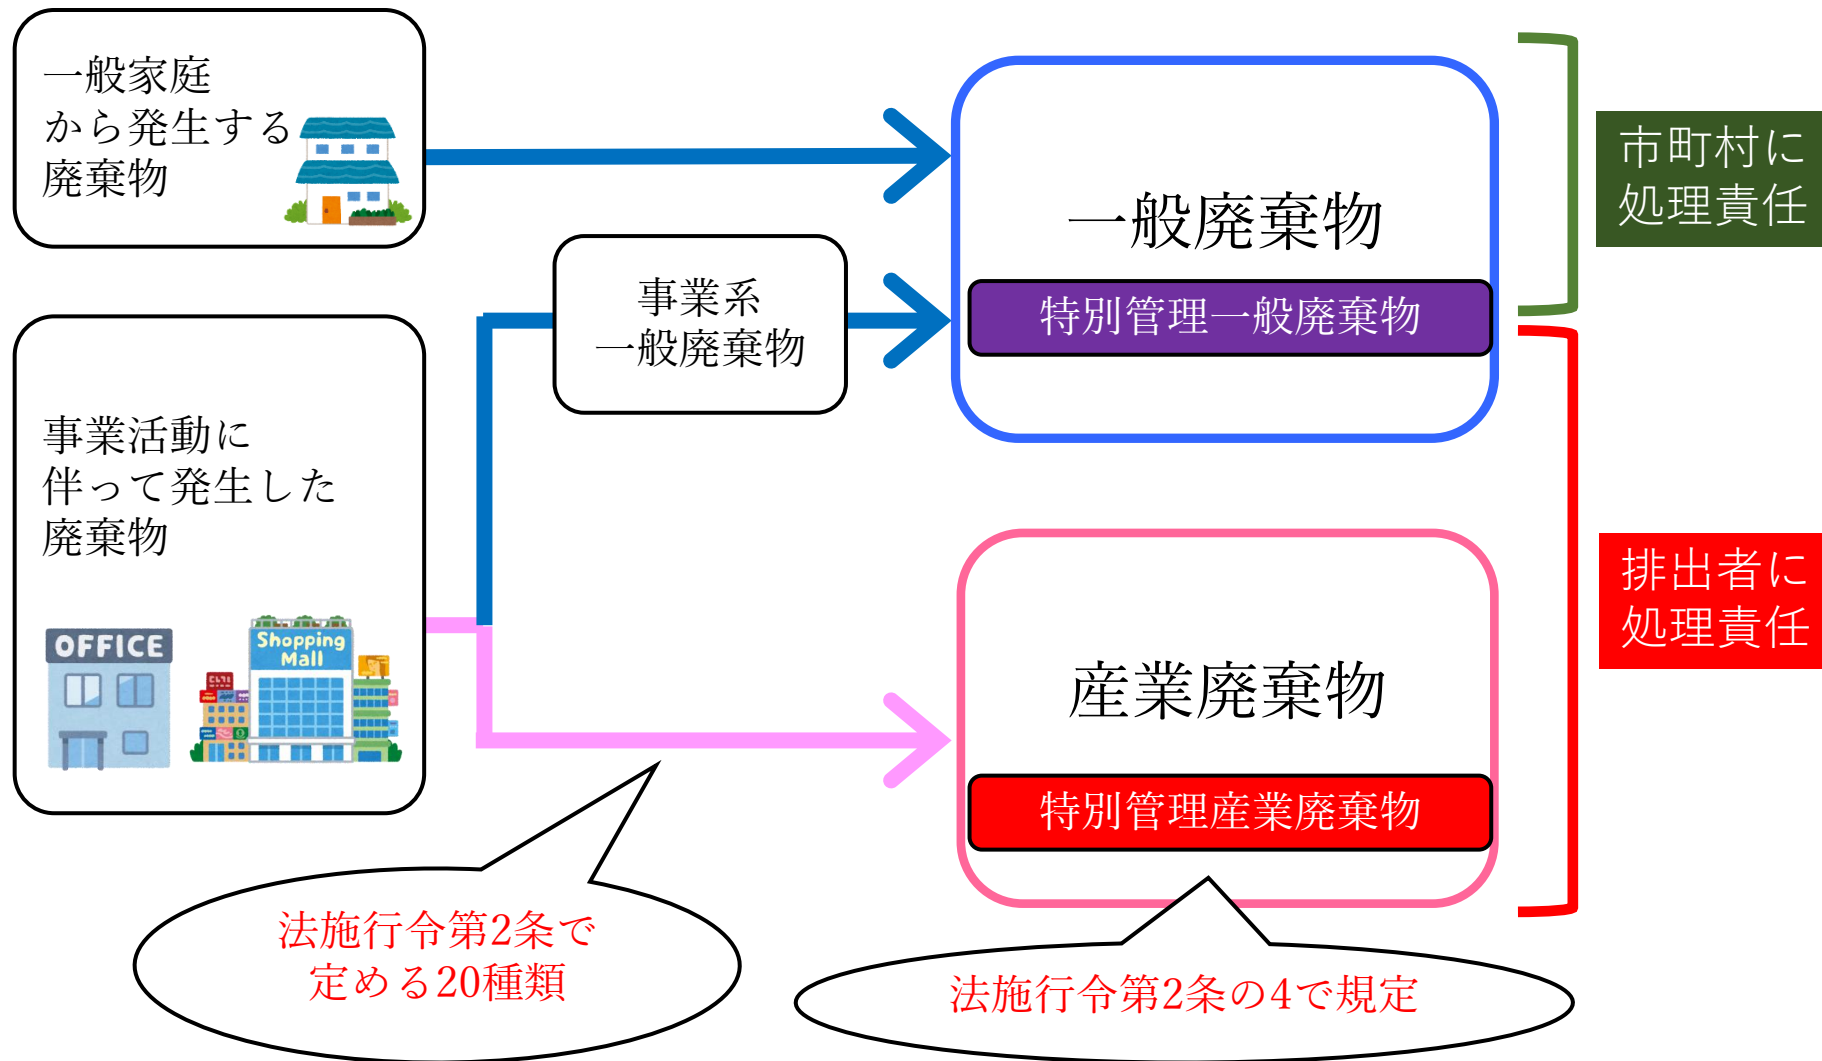 一般家庭
から発生する
廃棄物
一般廃棄物
特別管理一般廃棄物
市町村に
処理責任
事業系
一般廃棄物
事業活動に
伴って発生した
廃棄物
OFFICE
Shopping
Mall
産業廃棄物
特別管理産業廃棄物
排出者に
処理責任
法施行令第2条で
定める20種類
法施行令第2条の4で規定